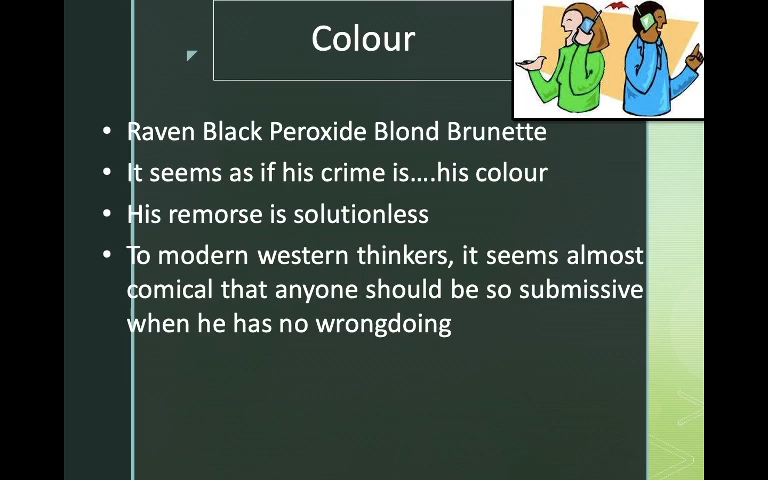 Colour
• Raven Black Peroxide Blond Brunette
• It seems as if his crime is....his colour
• His remorse is solutionless
• To modern western thinkers, it seems almost
comical that anyone should be so submissive
when he has no wrongdoing